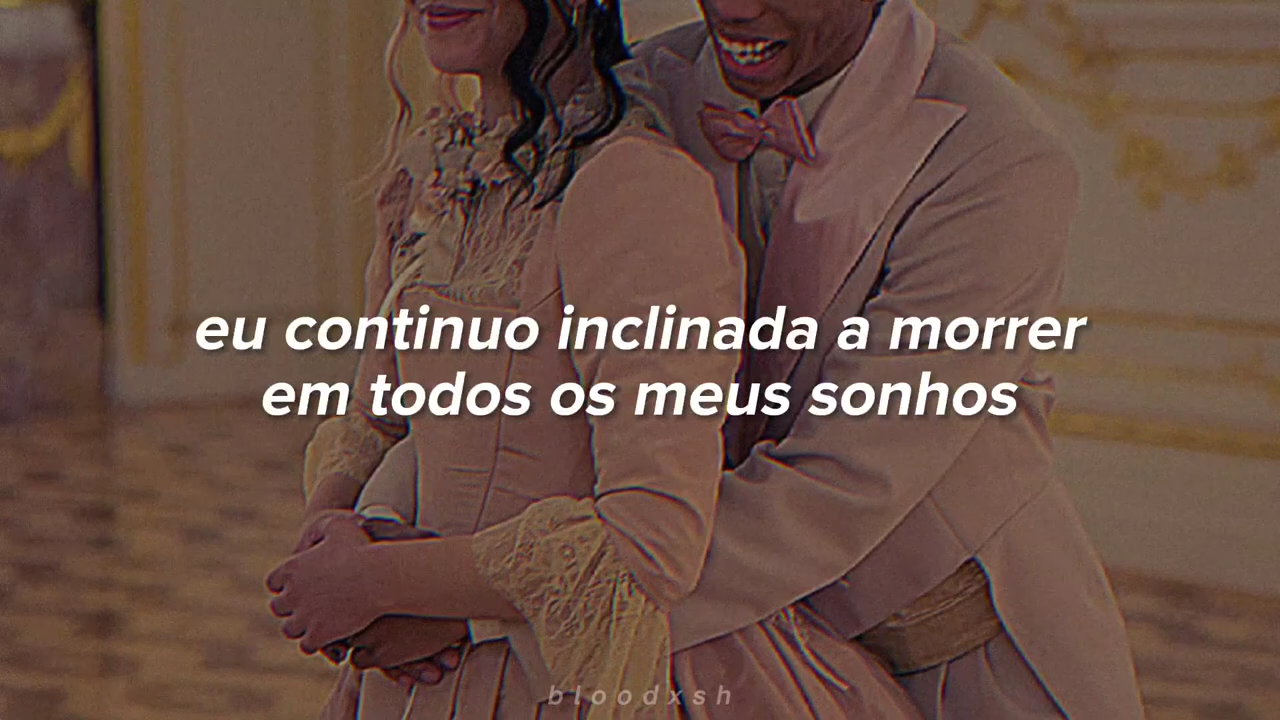 eu continuo inclinada a morrer
em todos os meus sonhos
bloodxsh